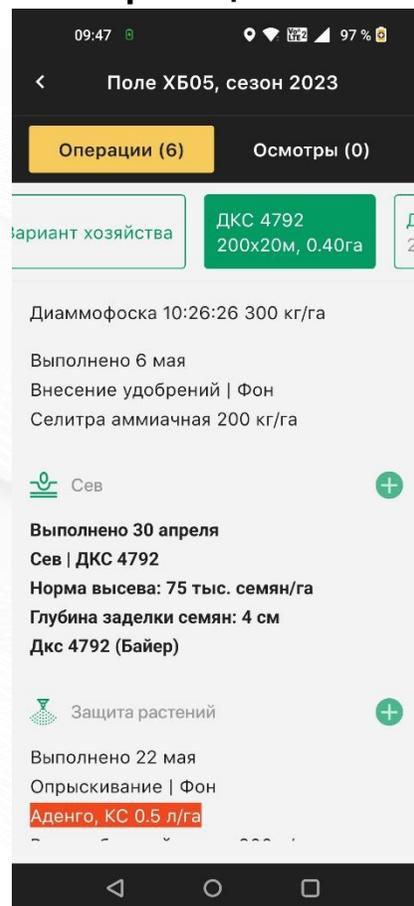 09:47 97 %
Поле ХБ05, сезон 2023
Операции (6) Осмотры (0)
вариант хозяйства
ДКС 4792
200х20м, 0.40га
Диаммофоска 10:26:26 300 кг/га
Выполнено 6 мая
Внесение удобрений | Фон
Селитра аммиачная 200 кг/га
Сев
Выполнено 30 апреля
Сев | ДКС 4792
Норма высева: 75 тыс. семян/га
Глубина заделки семян: 4 см
Дкс 4792 (Байер)
Защита растений
Выполнено 22 мая
Опрыскивание | Фон
Аденго, КС 0.5 л/га